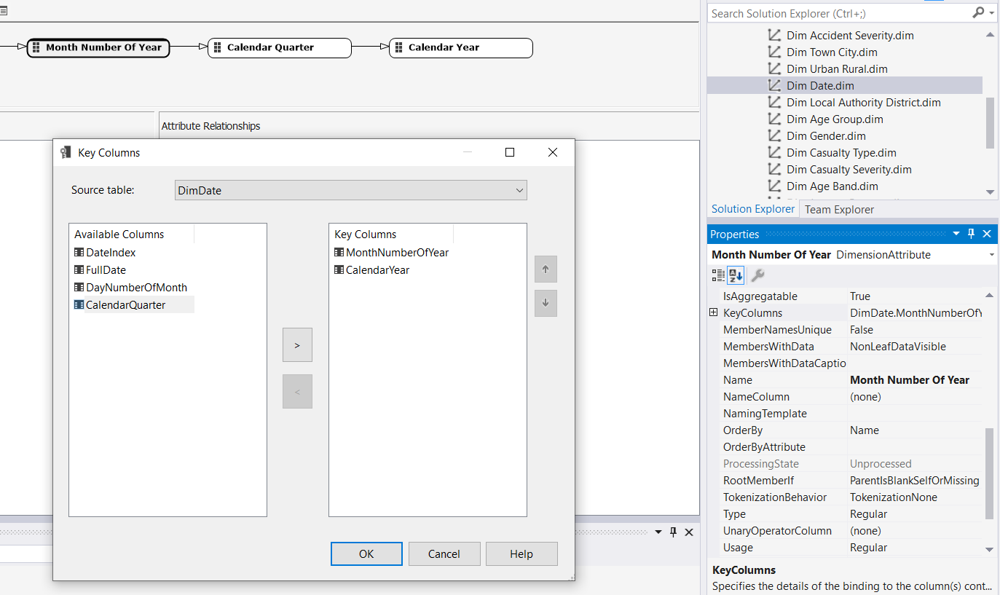 Month Number Of Year
Calendar Quarter
Calendar Year
Attribute Relationships
Key Columns
Source table:
DimDate
Available Columns
DateIndex
FullDate
DayNumberOfMonth
CalendarQuarter
>
<
Key Columns
MonthNumberOfYear
CalendarYear
OK
Cancel
Help
Search Solution Explorer (Ctrl+;)
Dim Accident Severity.dim
Dim Town City.dim
Dim Urban Rural.dim
Dim Date.dim
Dim Local Authority District.dim
Dim Age Group.dim
Dim Gender.dim
Dim Casualty Type.dim
Dim Casualty Severity.dim
Dim Age Band.dim
Solution Explorer
Team Explorer
Properties
Month Number Of Year DimensionAttribute
IsAggregatable True
KeyColumns DimDate.MonthNumberOfY
MemberNamesUnique False
MembersWithData NonLeafDataVisible
MembersWithDataCaptio
Name Month Number Of Year
NameColumn (none)
NamingTemplate
OrderBy Name
OrderByAttribute
ProcessingState Unprocessed
RootMemberIf ParentIsBlankSelfOrMissing
TokenizationBehavior TokenizationNone
Type Regular
UnaryOperatorColumn (none)
Usage Regular
KeyColumns
Specifies the details of the binding to the column(s) cont...